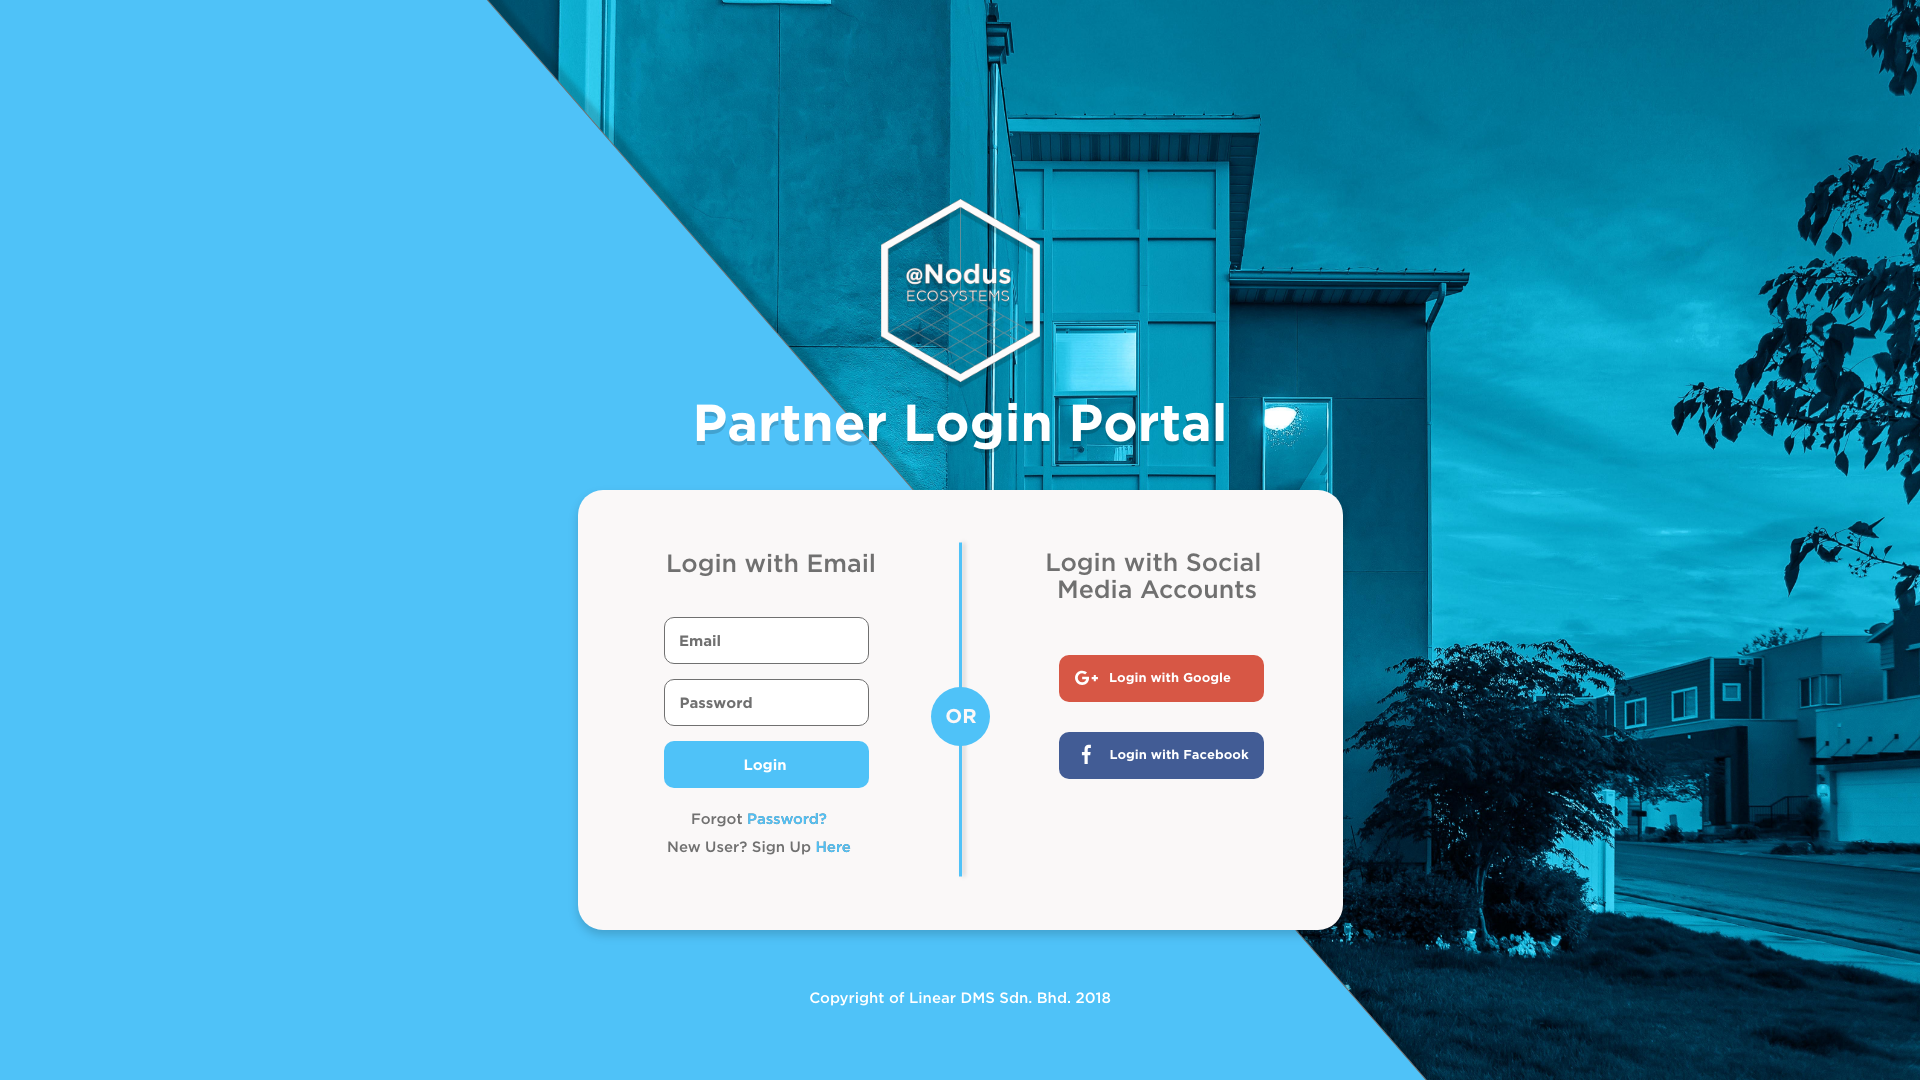 @Nodus
ECOSYSTEMS
Partner Login Portal
Login with Email
Email
Password
Login
Forgot Password?
New User? Sign Up Here
OR
Login with Social
Media Accounts
G+ Login with Google
f Login with Facebook
Copyright of Linear DMS Sdn. Bhd. 2018